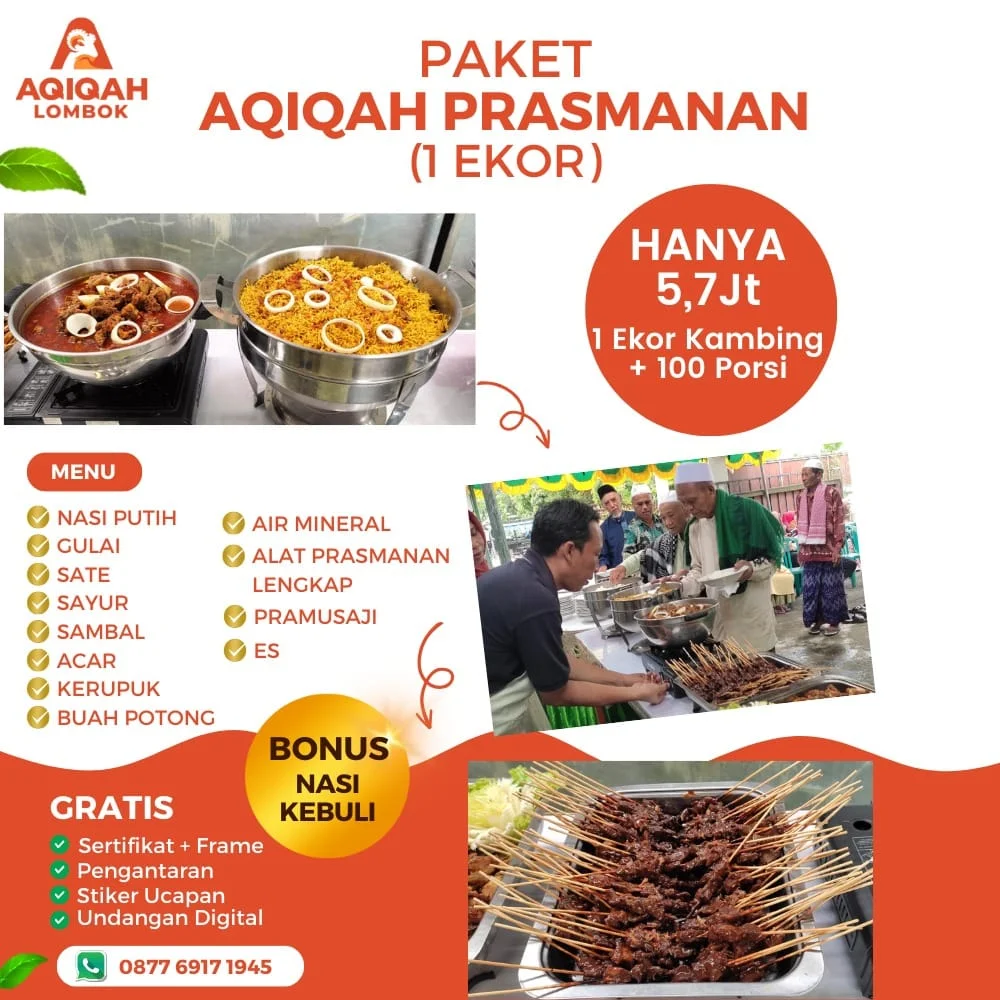 AQIQAH
LOMBOK
PAKET
AQIQAH PRASMANAN
(1 EKOR)
HANYA
5,7Jt
1 Ekor Kambing
+ 100 Porsi
MENU
NASI PUTIH
GULAI
SATE
SAYUR
SAMBAL
ACAR
KERUPUK
BUAH POTONG
AIR MINERAL
ALAT PRASMANAN
LENGKAP
PRAMUSAJI
ES
BONUS
NASI
KEBULI
GRATIS
Sertifikat + Frame
Pengantaran
Stiker Ucapan
Undangan Digital
0877 6917 1945